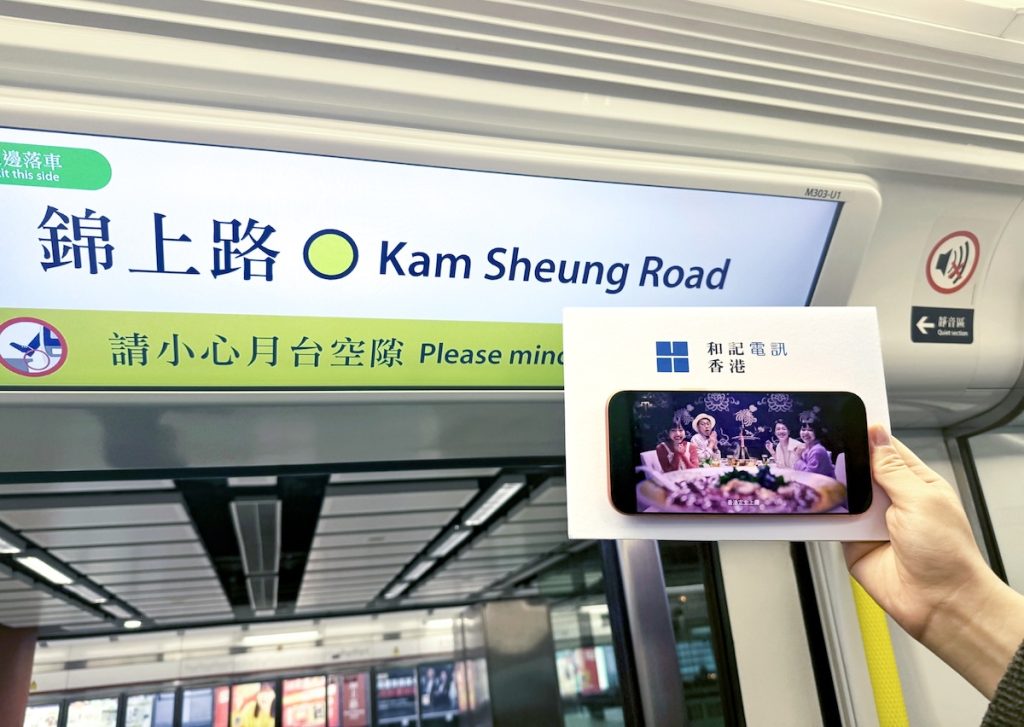 邊落車
it this side
錦上路 Kam Sheung Road
M303-U1
請小心月台空隙 Please mind
靜音區
Quiet section
和記電訊
香港